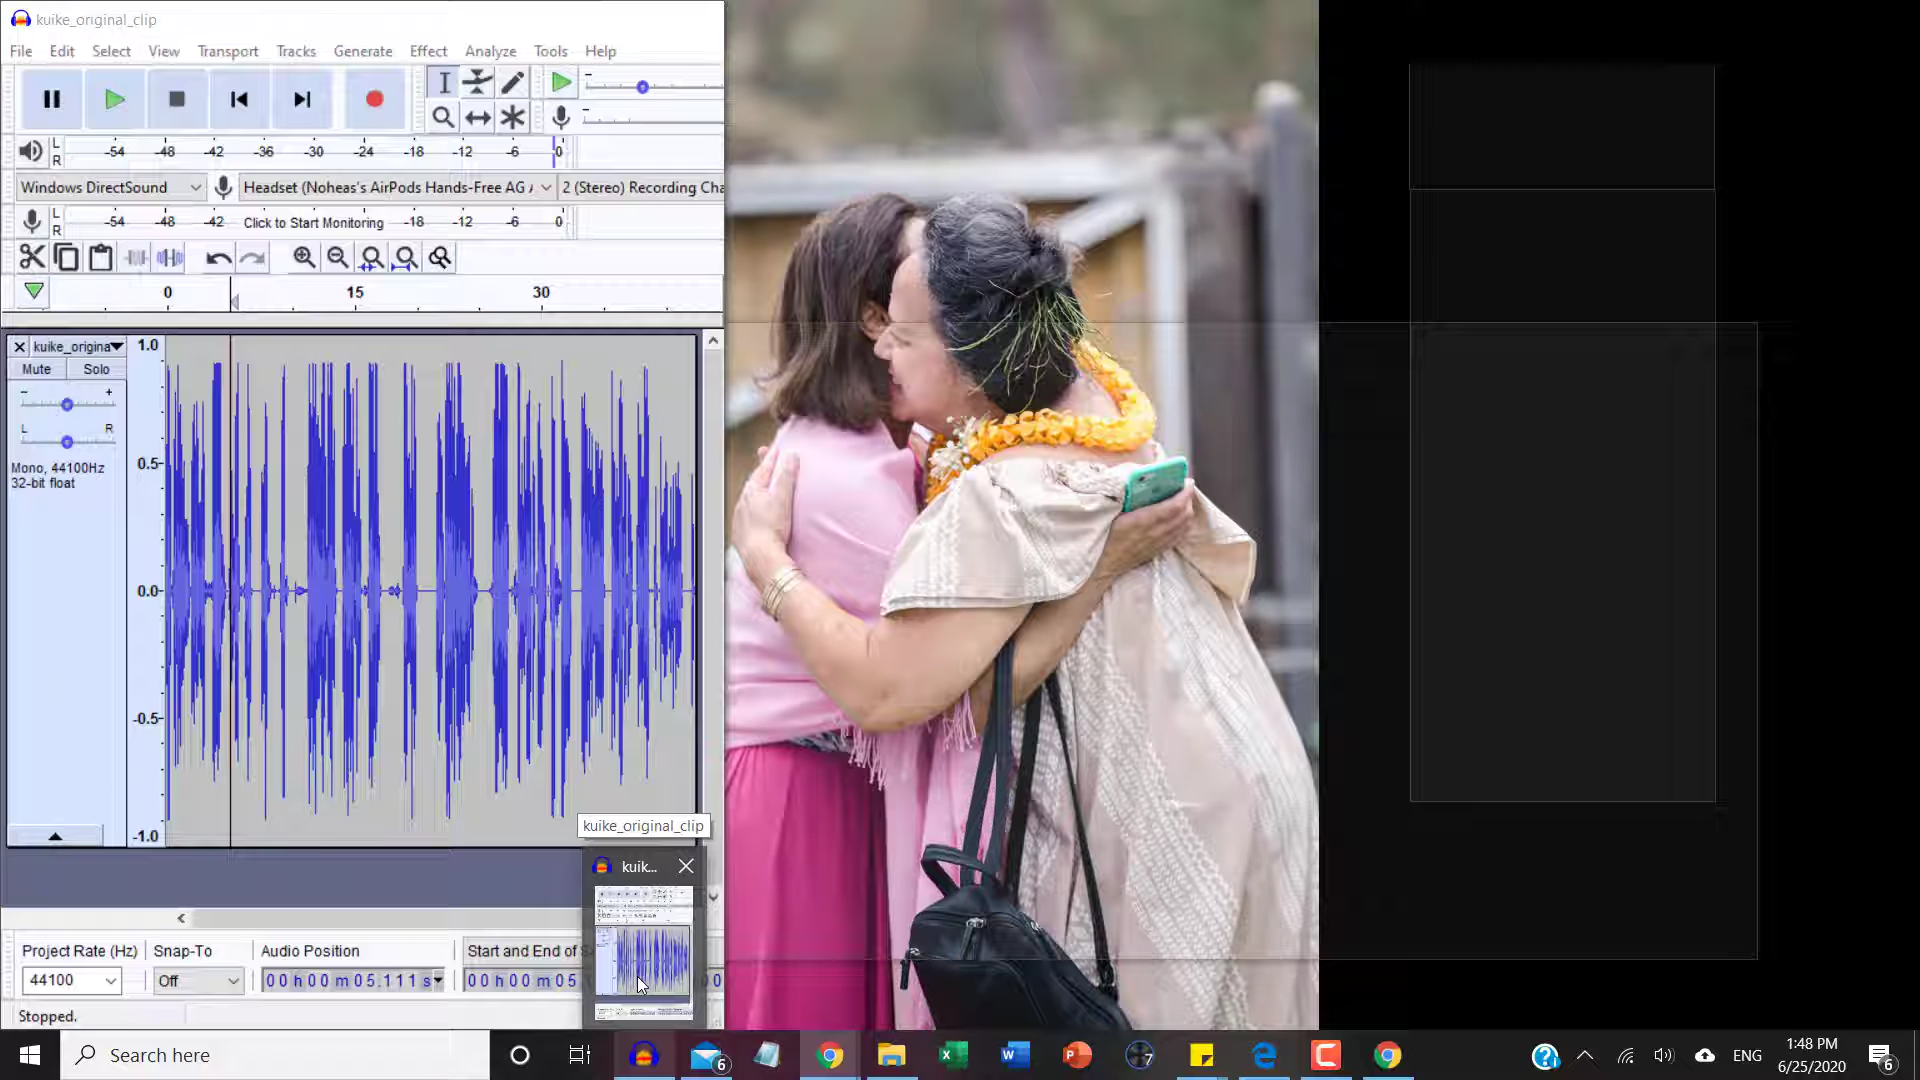 kuike_original_clip
File Edit Select View Transport Tracks Generate Effect Analyze Tools Help
L
R
-54 -48 -42 -36 -30 -24 -18 -12 -6 0
Windows DirectSound Headset (Noheas's AirPods Hands-Free AG 2 (Stereo) Recording Cha
L
R
-54 -48 -42 Click to Start Monitoring -18 -12 -6 0
0 15 30
kuike_origina
Mute Solo
- +
L R
Mono, 44100Hz
32-bit float
1.0
0.5
0.0
-0.5
-1.0
kuike_original_clip
kuik...
Project Rate (Hz) Snap-To Audio Position Start and End of S
44100 Off 00h00m05.111s 00h00m05
Stopped.
Search here
6
7
ENG
1:48 PM
6/25/2020
6